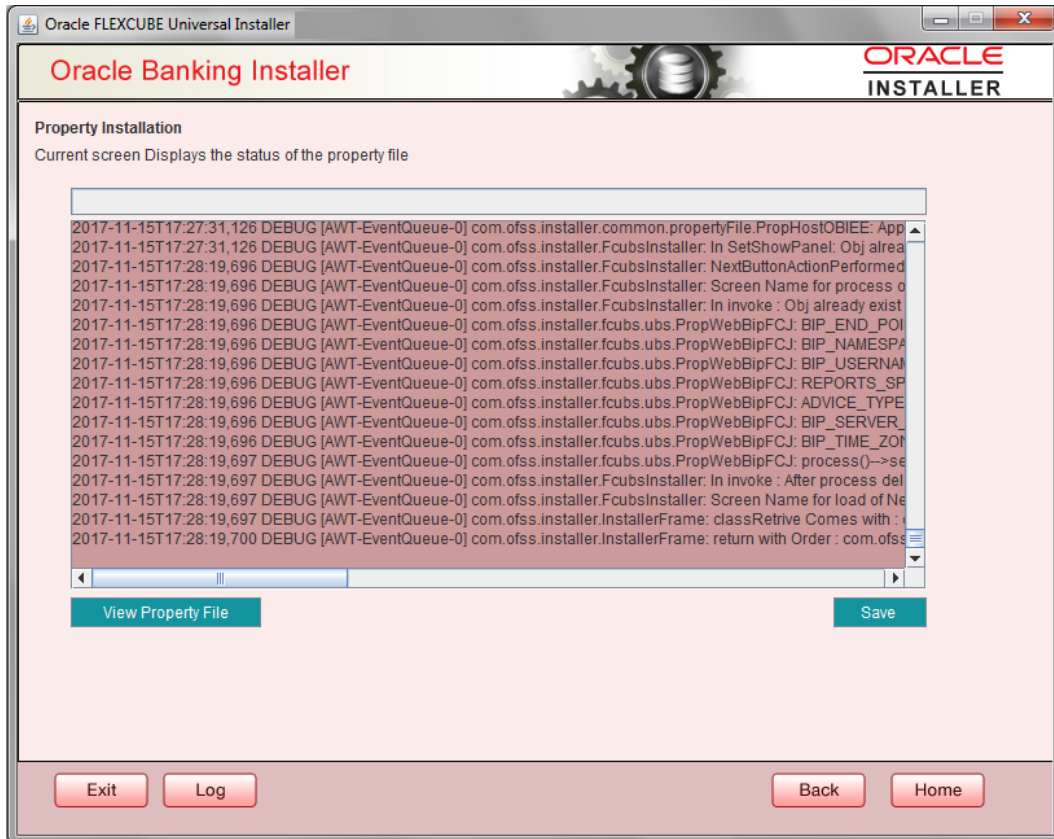 Oracle FLEXCUBE Universal Installer
Oracle Banking Installer
ORACLE
INSTALLER
Property Installation
Current screen Displays the status of the property file
2017-11-15T17:27:31,126 DEBUG [AWT-EventQueue-0] com.ofss.installer.common.propertyFile.PropHostOBIEE: App
2017-11-15T17:27:31,126 DEBUG [AWT-EventQueue-0] com.ofss.installer.FcubsInstaller: In SetShowPanel: Obj alrea
2017-11-15T17:28:19,696 DEBUG [AWT-EventQueue-0] com.ofss.installer.FcubsInstaller: NextButtonActionPerformed
2017-11-15T17:28:19,696 DEBUG [AWT-EventQueue-0] com.ofss.installer.FcubsInstaller: Screen Name for process o
2017-11-15T17:28:19,696 DEBUG [AWT-EventQueue-0] com.ofss.installer.FcubsInstaller: In invoke : Obj already exist
2017-11-15T17:28:19,696 DEBUG [AWT-EventQueue-0] com.ofss.installer.fcubs.ubs.PropWebBipFCJ: BIP_END_POI
2017-11-15T17:28:19,696 DEBUG [AWT-EventQueue-0] com.ofss.installer.fcubs.ubs.PropWebBipFCJ: BIP_NAMESPA
2017-11-15T17:28:19,696 DEBUG [AWT-EventQueue-0] com.ofss.installer.fcubs.ubs.PropWebBipFCJ: BIP_USERNAM
2017-11-15T17:28:19,696 DEBUG [AWT-EventQueue-0] com.ofss.installer.fcubs.ubs.PropWebBipFCJ: REPORTS_SP
2017-11-15T17:28:19,696 DEBUG [AWT-EventQueue-0] com.ofss.installer.fcubs.ubs.PropWebBipFCJ: ADVICE_TYPE
2017-11-15T17:28:19,696 DEBUG [AWT-EventQueue-0] com.ofss.installer.fcubs.ubs.PropWebBipFCJ: BIP_SERVER_
2017-11-15T17:28:19,696 DEBUG [AWT-EventQueue-0] com.ofss.installer.fcubs.ubs.PropWebBipFCJ: BIP_TIME_ZON
2017-11-15T17:28:19,697 DEBUG [AWT-EventQueue-0] com.ofss.installer.fcubs.ubs.PropWebBipFCJ: process()-->se
2017-11-15T17:28:19,697 DEBUG [AWT-EventQueue-0] com.ofss.installer.FcubsInstaller: In invoke : After process del
2017-11-15T17:28:19,697 DEBUG [AWT-EventQueue-0] com.ofss.installer.FcubsInstaller: Screen Name for load of Ne
2017-11-15T17:28:19,697 DEBUG [AWT-EventQueue-0] com.ofss.installer.InstallerFrame: classRetrive Comes with :
2017-11-15T17:28:19,700 DEBUG [AWT-EventQueue-0] com.ofss.installer.InstallerFrame: return with Order : com.ofss
View Property File
Save
Exit
Log
Back
Home